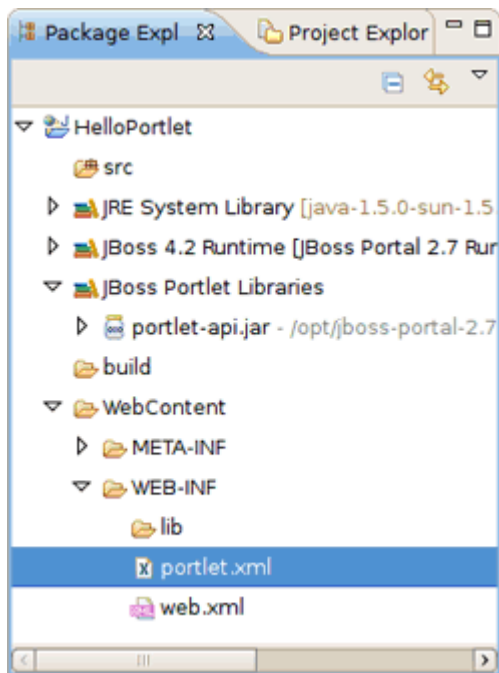 Package Expl
Project Explor
HelloPortlet
src
JRE System Library [java-1.5.0-sun-1.5
JBoss 4.2 Runtime [JBoss Portal 2.7 Rur
JBoss Portlet Libraries
portlet-api.jar - /opt/jboss-portal-2.7
build
WebContent
META-INF
WEB-INF
lib
portlet.xml
web.xml